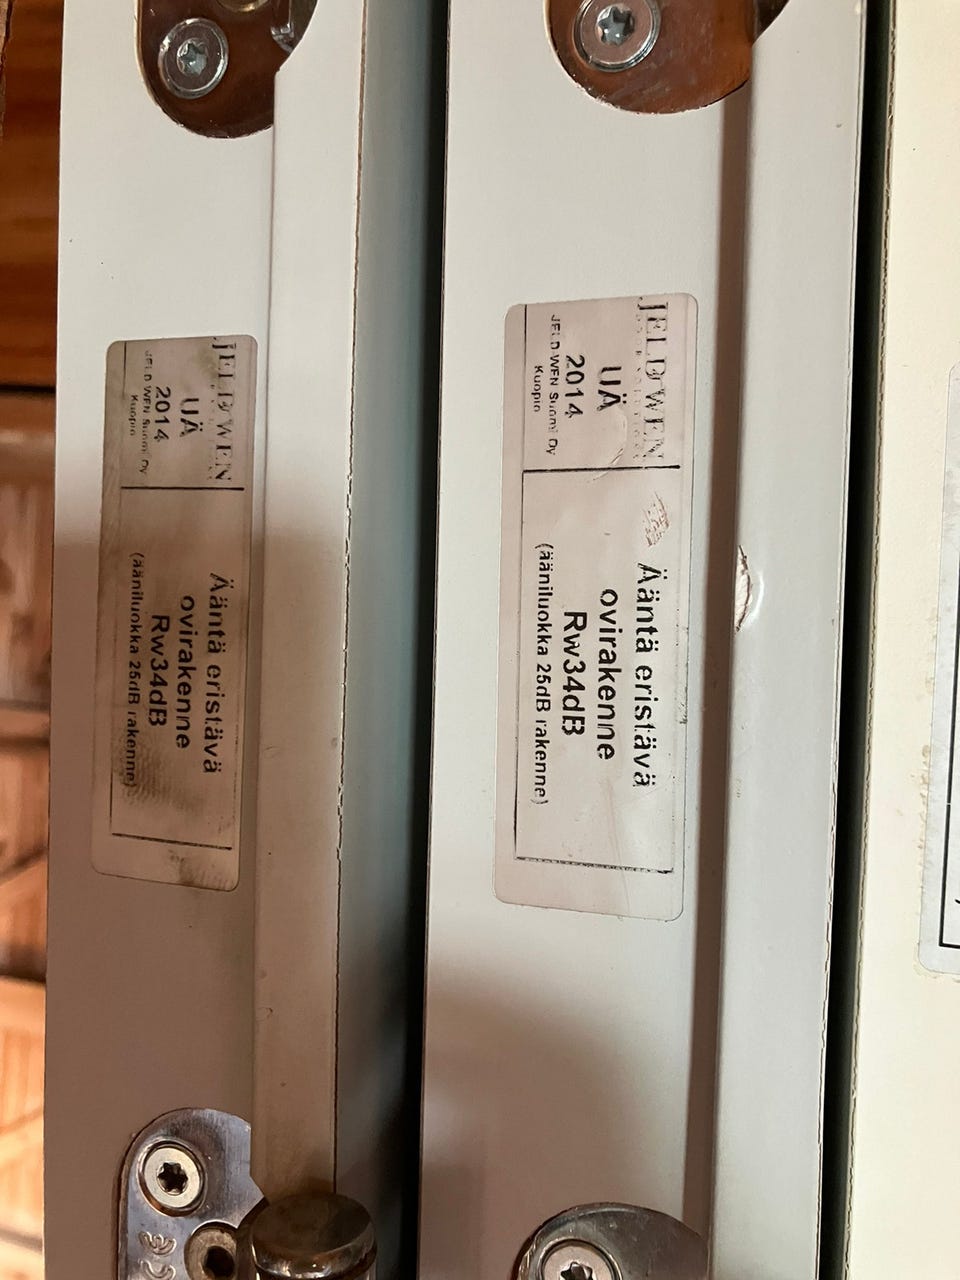 JELD WEN
UÄ
2014
JELD-WEN Suomi Oy
Kuopio
Ääntä eristävä
ovirakenne
Rw34dB
(ääniluokka 25dB rakenne)
JELD WEN
UÄ
2014
JELD-WEN Suomi Oy
Kuopio
Ääntä eristävä
ovirakenne
Rw34dB
(ääniluokka 25dB rakenne)
CE